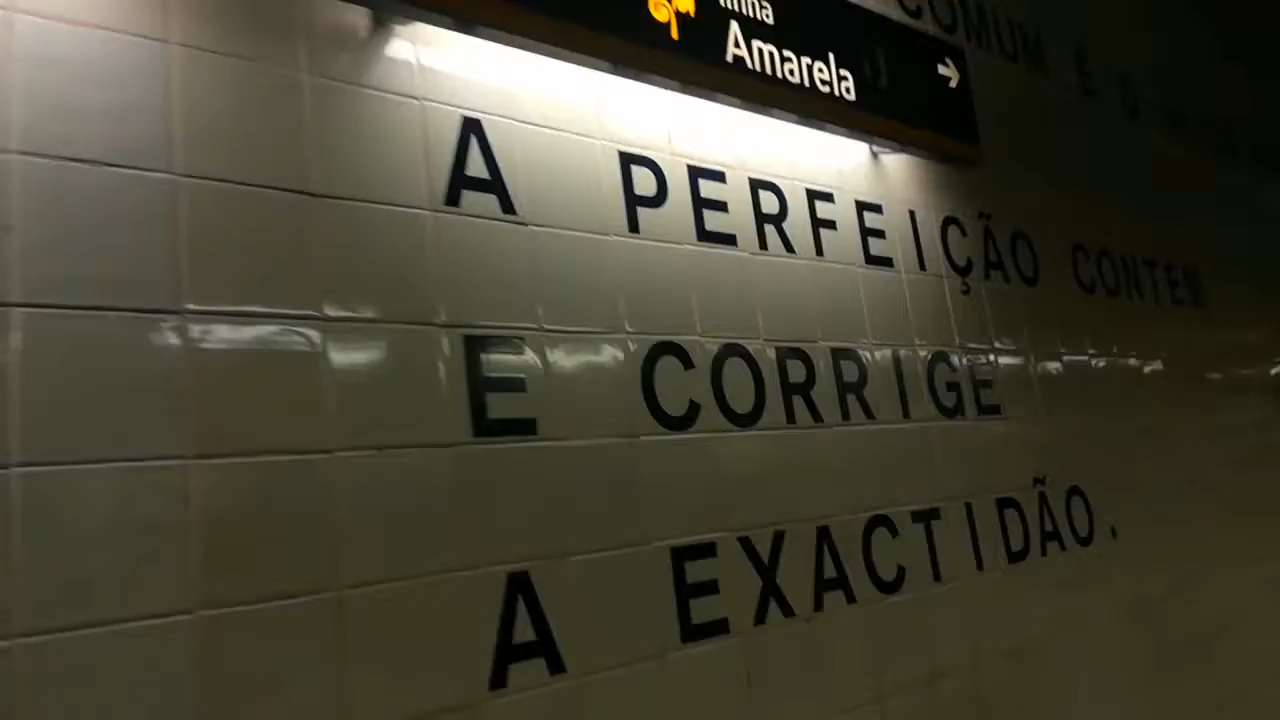 linha
Amarela
COMUM É O
A PERFEIÇÃO CONTEM
E CORRIGE
A EXACTIDÃO.